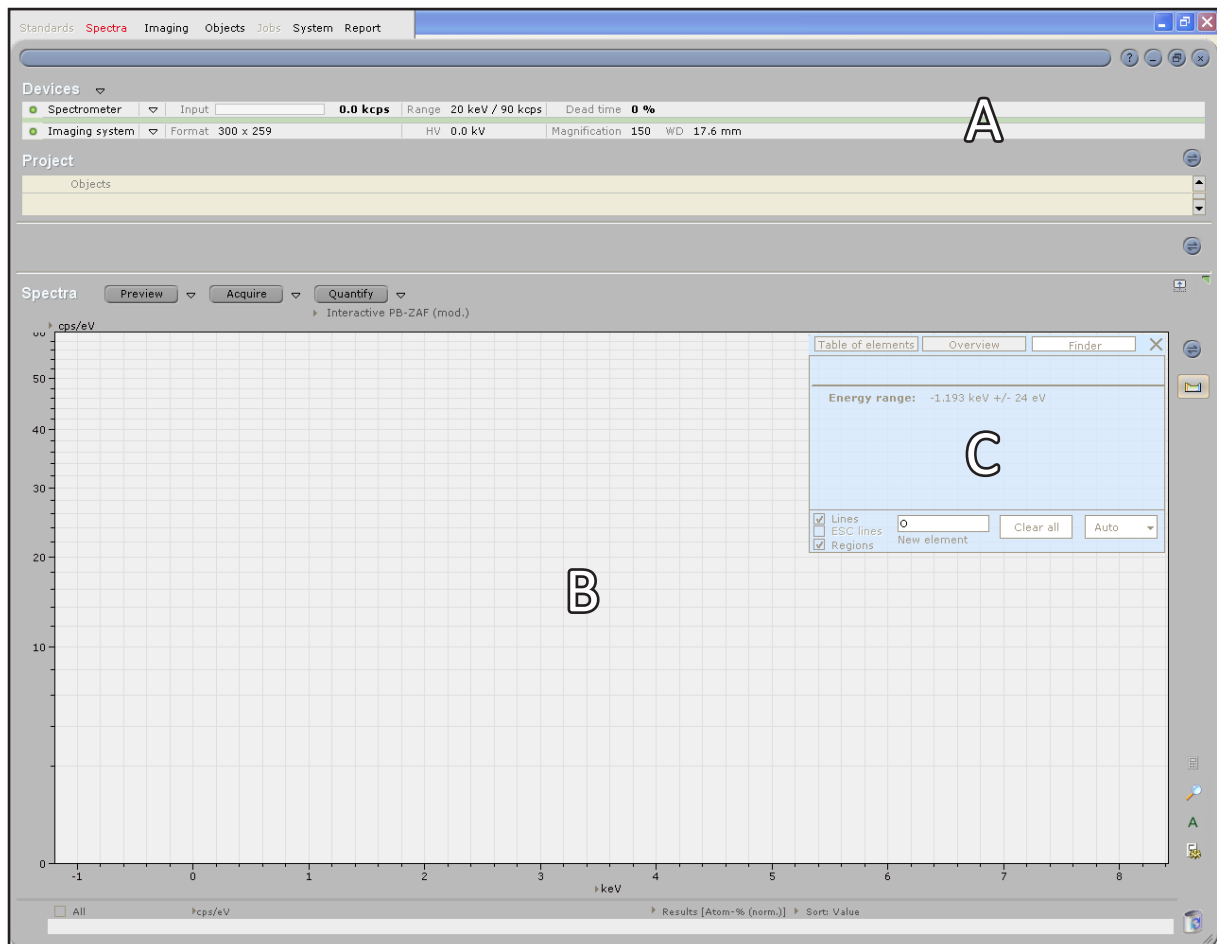 Standards Spectra Imaging Objects Jobs System Report
Devices
Spectrometer Input 0.0 kcps Range 20 keV / 90 kcps Dead time 0 %
Imaging system Format 300 x 259 HV 0.0 kV Magnification 150 WD 17.6 mm
A
Project
Objects
Spectra Preview Acquire Quantify
Interactive PB-ZAF (mod.)
cps/eV
Table of elements Overview Finder
Energy range: -1.193 keV +/- 24 eV
C
Lines
ESC lines
Regions
O
New element
Clear all
Auto
B
60
50
40
30
20
10
0
-1 0 1 2 3 4 5 6 7 8
keV
A
All cps/eV Results [Atom-% (norm.)] Sort: Value